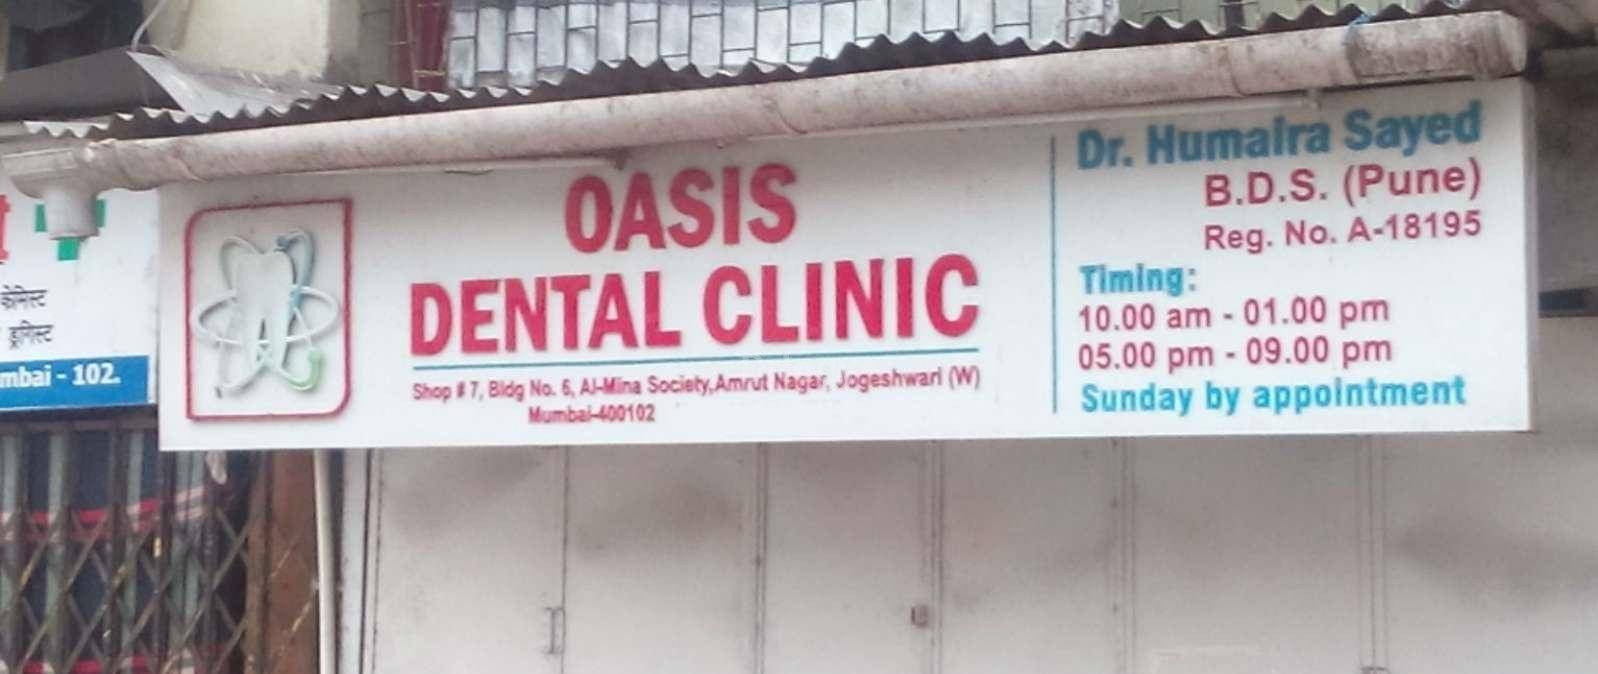 केमिस्ट
ड्रगिस्ट
mbai - 102.
OASIS
DENTAL CLINIC
Shop # 7, Bldg No. 6, Al-Mina Society,Amrut Nagar, Jogeshwari (W)
Mumbai-400102
Dr. Humaira Sayed
B.D.S. (Pune)
Reg. No. A-18195
Timing:
10.00 am - 01.00 pm
05.00 pm - 09.00 pm
Sunday by appointment